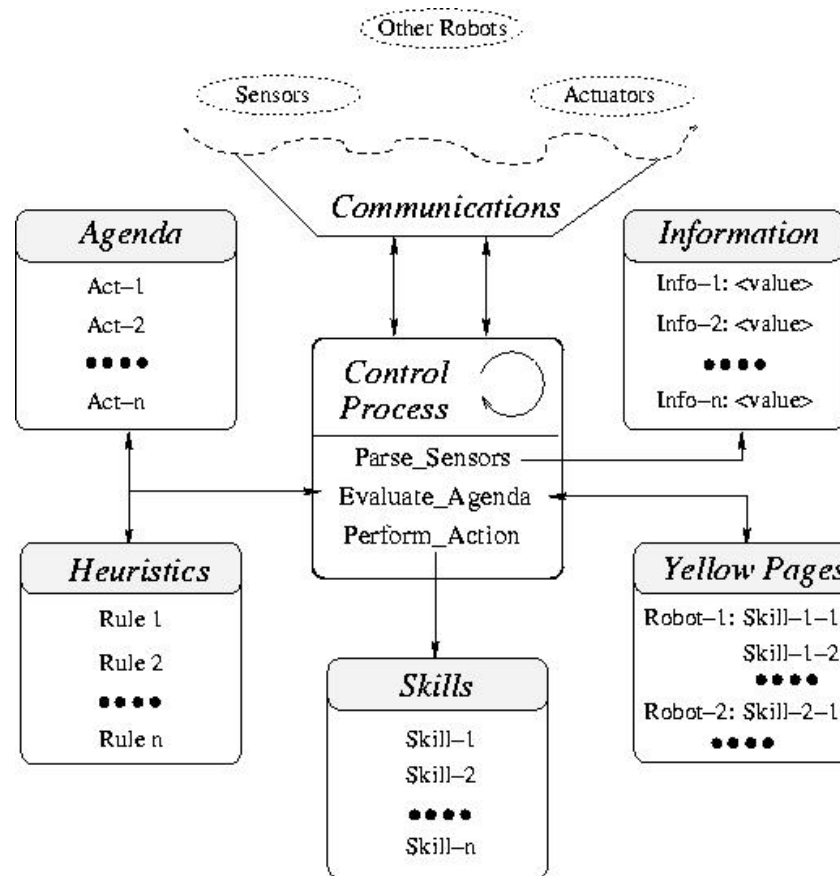 Other Robots
Sensors
Actuators
Communications
Agenda
Act–1
Act–2
Act–n
Information
Info–1: <value>
Info–2: <value>
Info–n: <value>
Control
Process
Parse_Sensors
Evaluate_Agenda
Perform_Action
Heuristics
Rule 1
Rule 2
Rule n
Skills
Skill–1
Skill–2
Skill–n
Yellow Pages
Robot–1: Skill–1–1
Skill–1–2
Robot–2: Skill–2–1